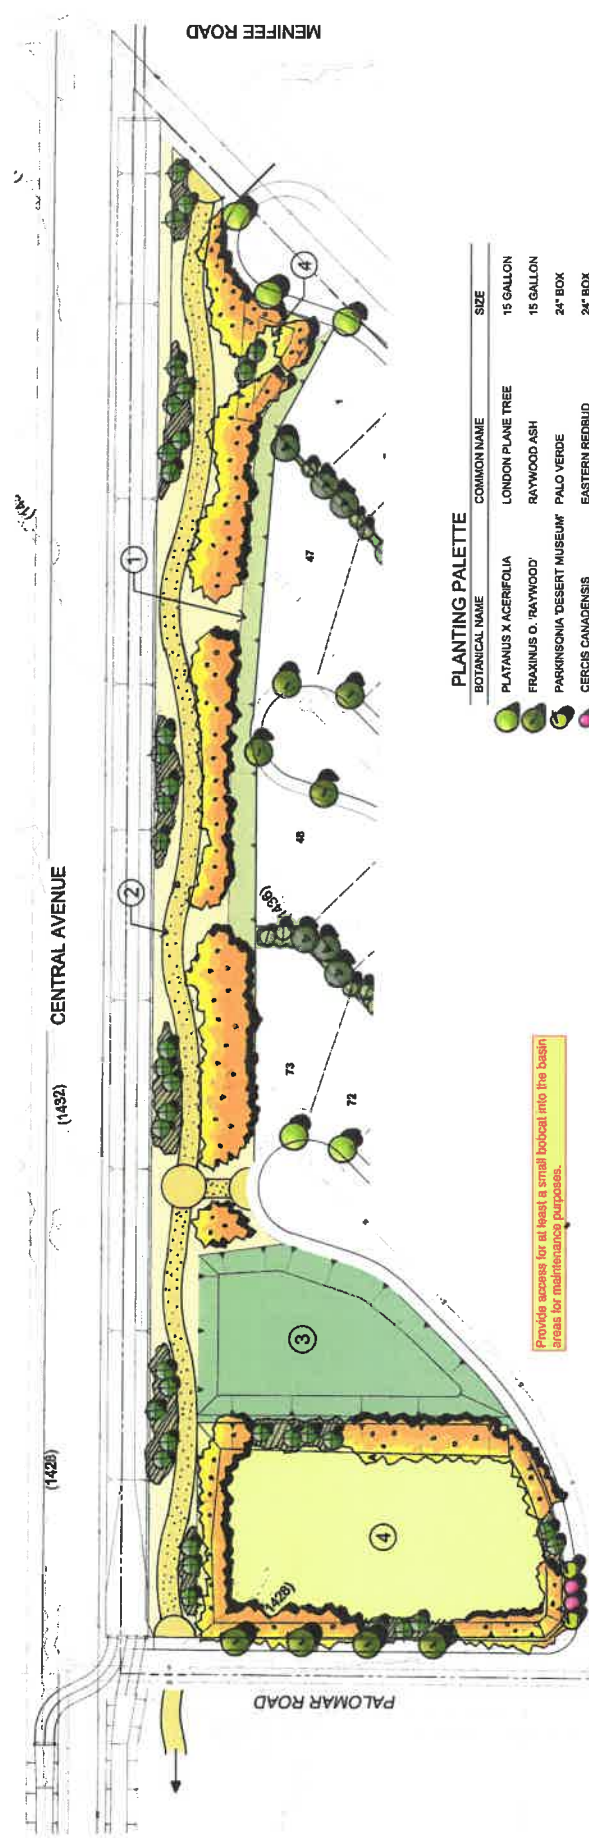 MENIFEE ROAD
CENTRAL AVENUE
(1432)
(1428)
1
2
4
3
4
(1428)
(1436)
1
47
48
73
72
PALOMAR ROAD
PLANTING PALETTE
BOTANICAL NAME COMMON NAME SIZE
PLATANUS X ACERIFOLIA LONDON PLANE TREE 15 GALLON
FRAXINUS O. 'RAYWOOD' RAYWOOD ASH 15 GALLON
PARKINSONIA 'DESERT MUSEUM' PALO VERDE 24" BOX
CERCIS CANADENSIS EASTERN REDBUD 24" BOX
Provide access for at least a small bobcat into the basin
areas for maintenance purposes.